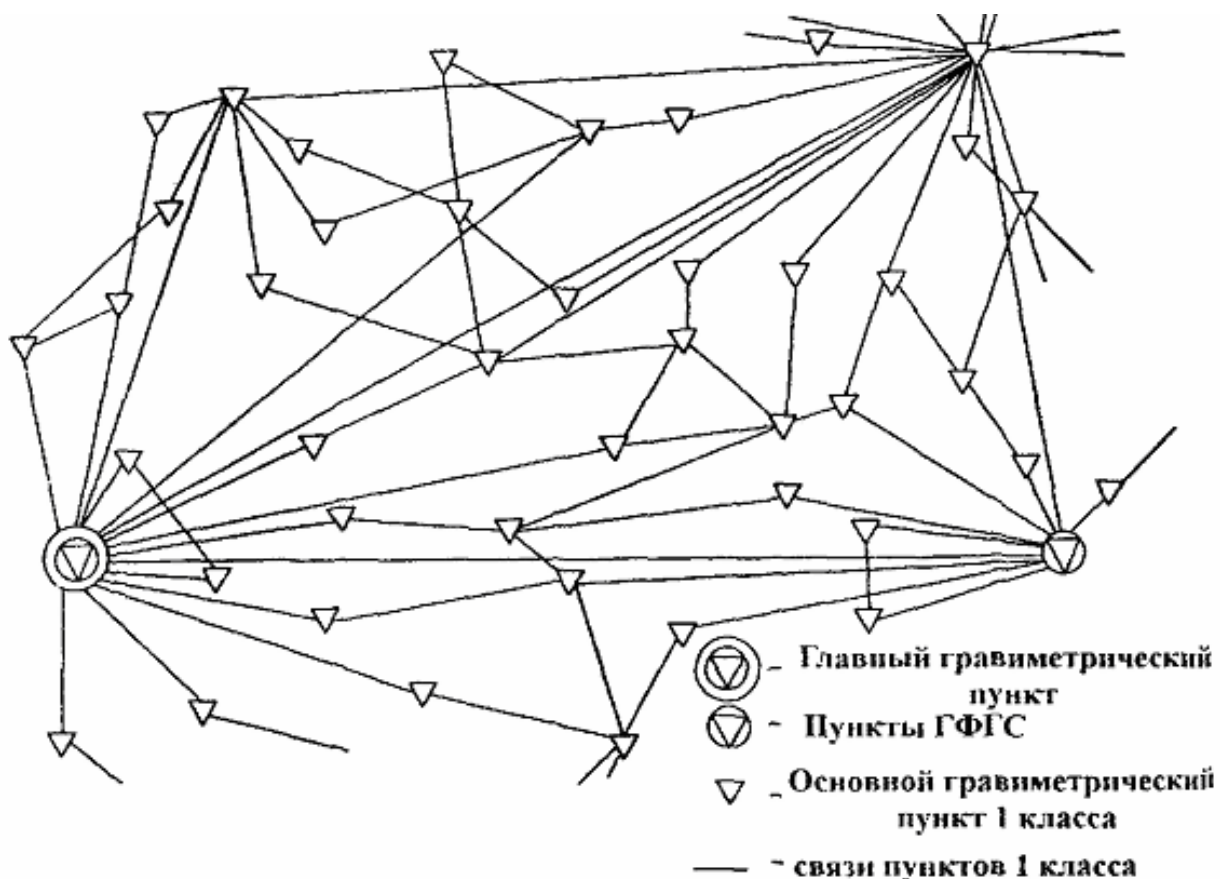 - Главный гравиметрический
пункт
- Пункты ГФГС
- Основной гравиметрический
пункт 1 класса
- связи пунктов 1 класса